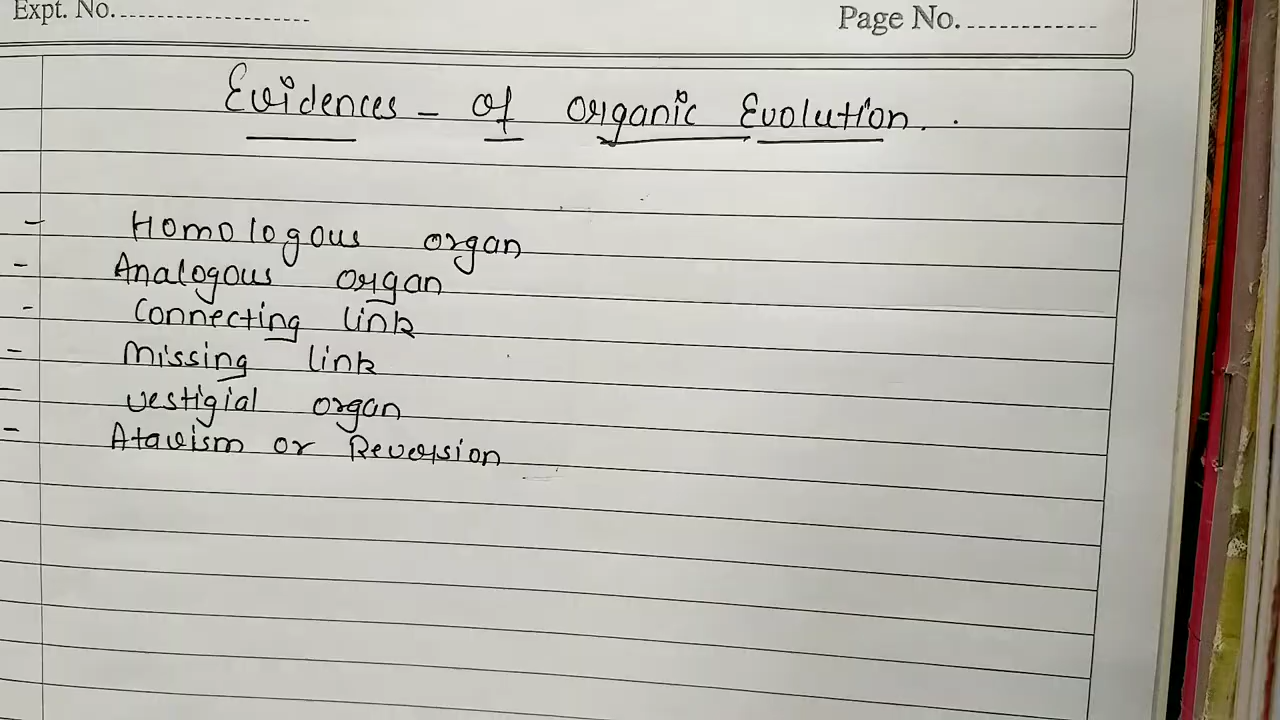 Expt. No.
Page No.
Evidences - of organic Evolution.
- Homologous organ
- Analogous organ
- Connecting link
- Missing link
- vestigial organ
- Atavism or Reversion